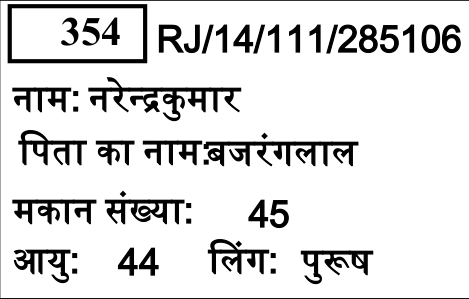 354 RJ/14/111/285106
नाम: नरेन्द्रकुमार
पिता का नाम:बजरंगलाल
मकान संख्या: 45
आयु: 44 लिंग: पुरूष